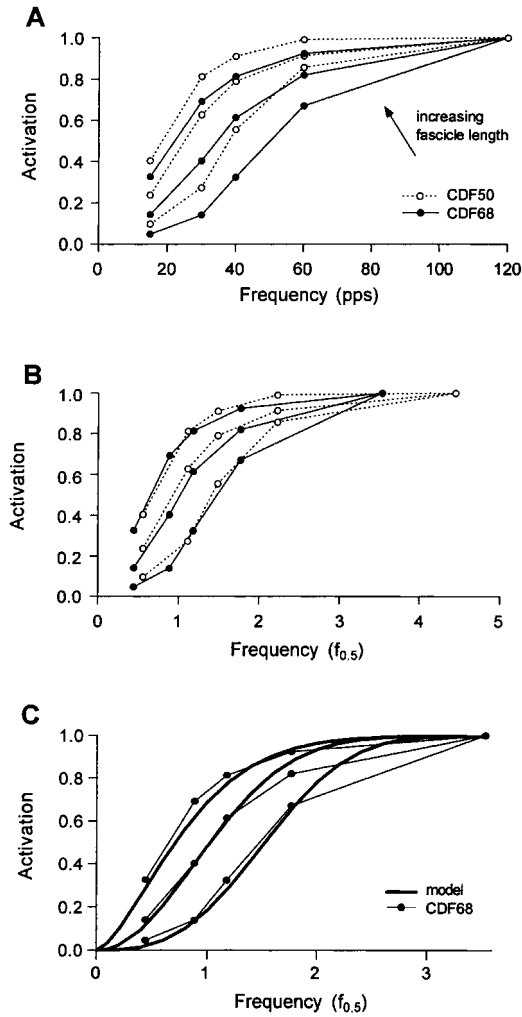 A
1.0
0.8
0.6
0.4
0.2
0.0
Activation
increasing
fascicle length
CDF50
CDF68
0 20 40 60 80 100 120
Frequency (pps)
B
1.0
0.8
0.6
0.4
0.2
0.0
Activation
0 1 2 3 4 5
Frequency (f0.5)
C
1.0
0.8
0.6
0.4
0.2
0.0
Activation
model
CDF68
0 1 2 3
Frequency (f0.5)